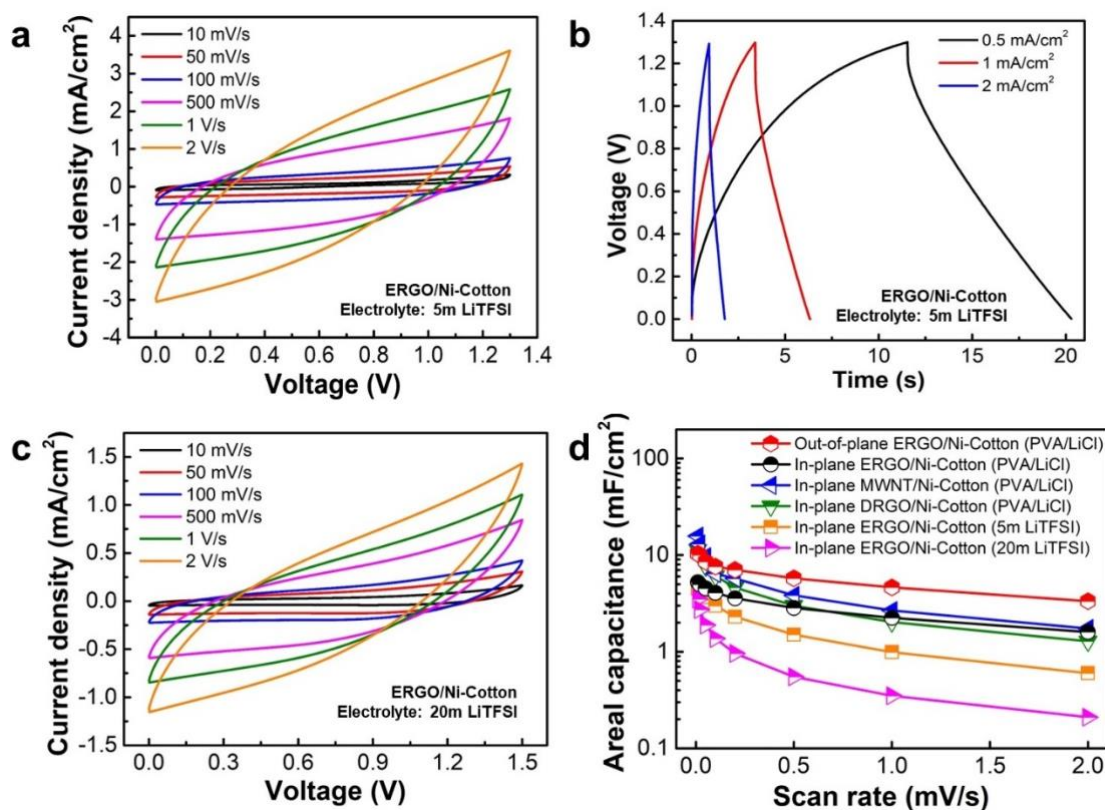 a
10 mV/s
50 mV/s
100 mV/s
500 mV/s
1 V/s
2 V/s
ERGO/Ni-Cotton
Electrolyte: 5m LiTFSI
Current density (mA/cm²)
4
3
2
1
0
-1
-2
-3
-4
0.0 0.2 0.4 0.6 0.8 1.0 1.2 1.4
Voltage (V)
b
0.5 mA/cm²
1 mA/cm²
2 mA/cm²
ERGO/Ni-Cotton
Electrolyte: 5m LiTFSI
Voltage (V)
1.4
1.2
1.0
0.8
0.6
0.4
0.2
0.0
0 5 10 15 20
Time (s)
c
10 mV/s
50 mV/s
100 mV/s
500 mV/s
1 V/s
2 V/s
ERGO/Ni-Cotton
Electrolyte: 20m LiTFSI
Current density (mA/cm²)
1.5
1.0
0.5
0.0
-0.5
-1.0
-1.5
0.0 0.3 0.6 0.9 1.2 1.5
Voltage (V)
d
Out-of-plane ERGO/Ni-Cotton (PVA/LiCl)
In-plane ERGO/Ni-Cotton (PVA/LiCl)
In-plane MWNT/Ni-Cotton (PVA/LiCl)
In-plane DRGO/Ni-Cotton (PVA/LiCl)
In-plane ERGO/Ni-Cotton (5m LiTFSI)
In-plane ERGO/Ni-Cotton (20m LiTFSI)
Areal capacitance (mF/cm²)
100
10
1
0.1
0.0 0.5 1.0 1.5 2.0
Scan rate (mV/s)